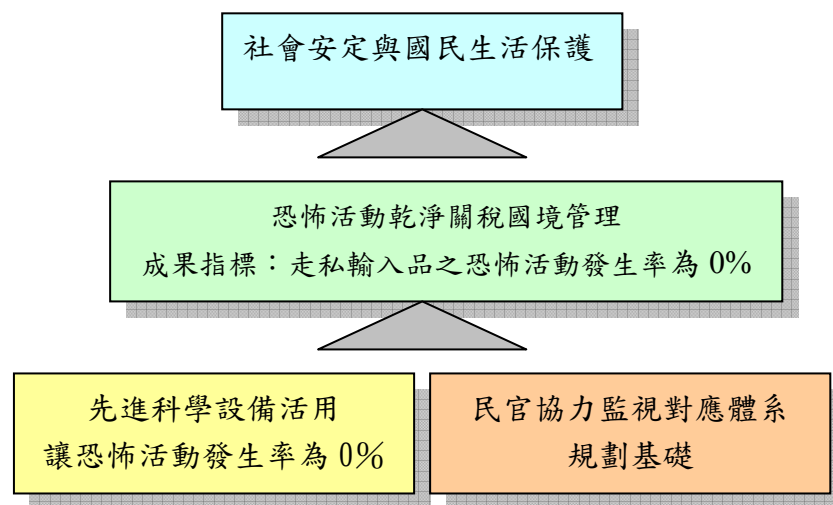 社會安定與國民生活保護
恐怖活動乾淨關稅國境管理
成果指標：走私輸入品之恐怖活動發生率為 0%
先進科學設備活用
讓恐怖活動發生率為 0%
民官協力監視對應體系
規劃基礎